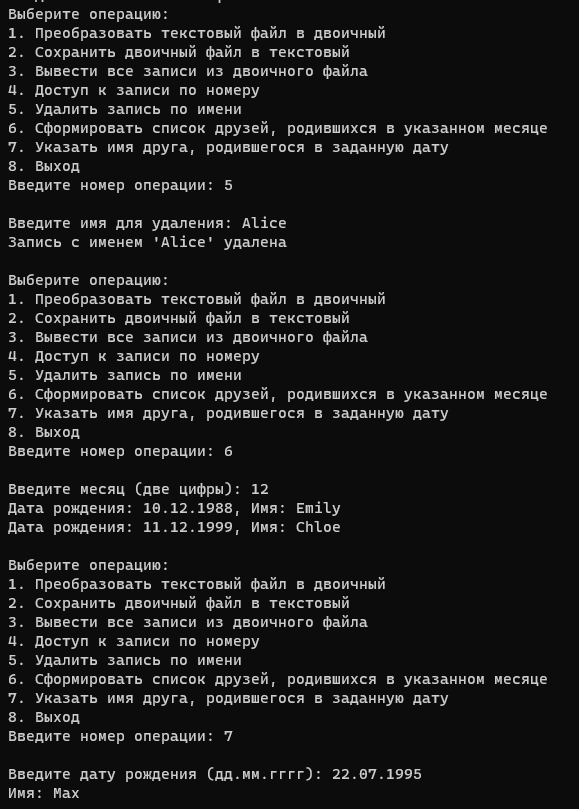 Выберите операцию:
1. Преобразовать текстовый файл в двоичный
2. Сохранить двоичный файл в текстовый
3. Вывести все записи из двоичного файла
4. Доступ к записи по номеру
5. Удалить запись по имени
6. Сформировать список друзей, родившихся в указанном месяце
7. Указать имя друга, родившегося в заданную дату
8. Выход
Введите номер операции: 5
Введите имя для удаления: Alice
Запись с именем 'Alice' удалена
Выберите операцию:
1. Преобразовать текстовый файл в двоичный
2. Сохранить двоичный файл в текстовый
3. Вывести все записи из двоичного файла
4. Доступ к записи по номеру
5. Удалить запись по имени
6. Сформировать список друзей, родившихся в указанном месяце
7. Указать имя друга, родившегося в заданную дату
8. Выход
Введите номер операции: 6
Введите месяц (две цифры): 12
Дата рождения: 10.12.1988, Имя: Emily
Дата рождения: 11.12.1999, Имя: Chloe
Выберите операцию:
1. Преобразовать текстовый файл в двоичный
2. Сохранить двоичный файл в текстовый
3. Вывести все записи из двоичного файла
4. Доступ к записи по номеру
5. Удалить запись по имени
6. Сформировать список друзей, родившихся в указанном месяце
7. Указать имя друга, родившегося в заданную дату
8. Выход
Введите номер операции: 7
Введите дату рождения (дд.мм.гггг): 22.07.1995
Имя: Max